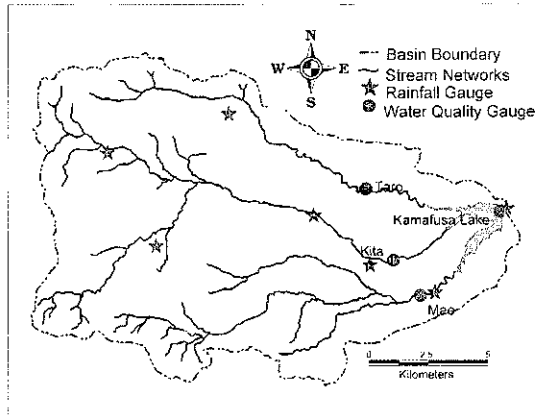 N
W E
S
Basin Boundary
Stream Networks
Rainfall Gauge
Water Quality Gauge
Taro
Kamafusa Lake
Kita
Mae
0 2.5 5
Kilometers